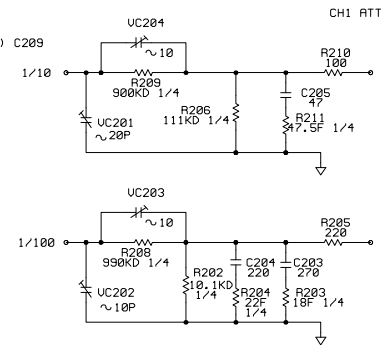 CH1 ATT
VC204
) C209
~10
R210
100
1/10
R209
900KD 1/4
C205
47
R206
111KD 1/4
VC201
~20P
R211
47.5F 1/4
VC203
~10
R205
220
1/100
R208
990KD 1/4
C204
220
C203
270
R202
10.1KD
1/4
VC202
~10P
R204
22F
1/4
R203
18F 1/4